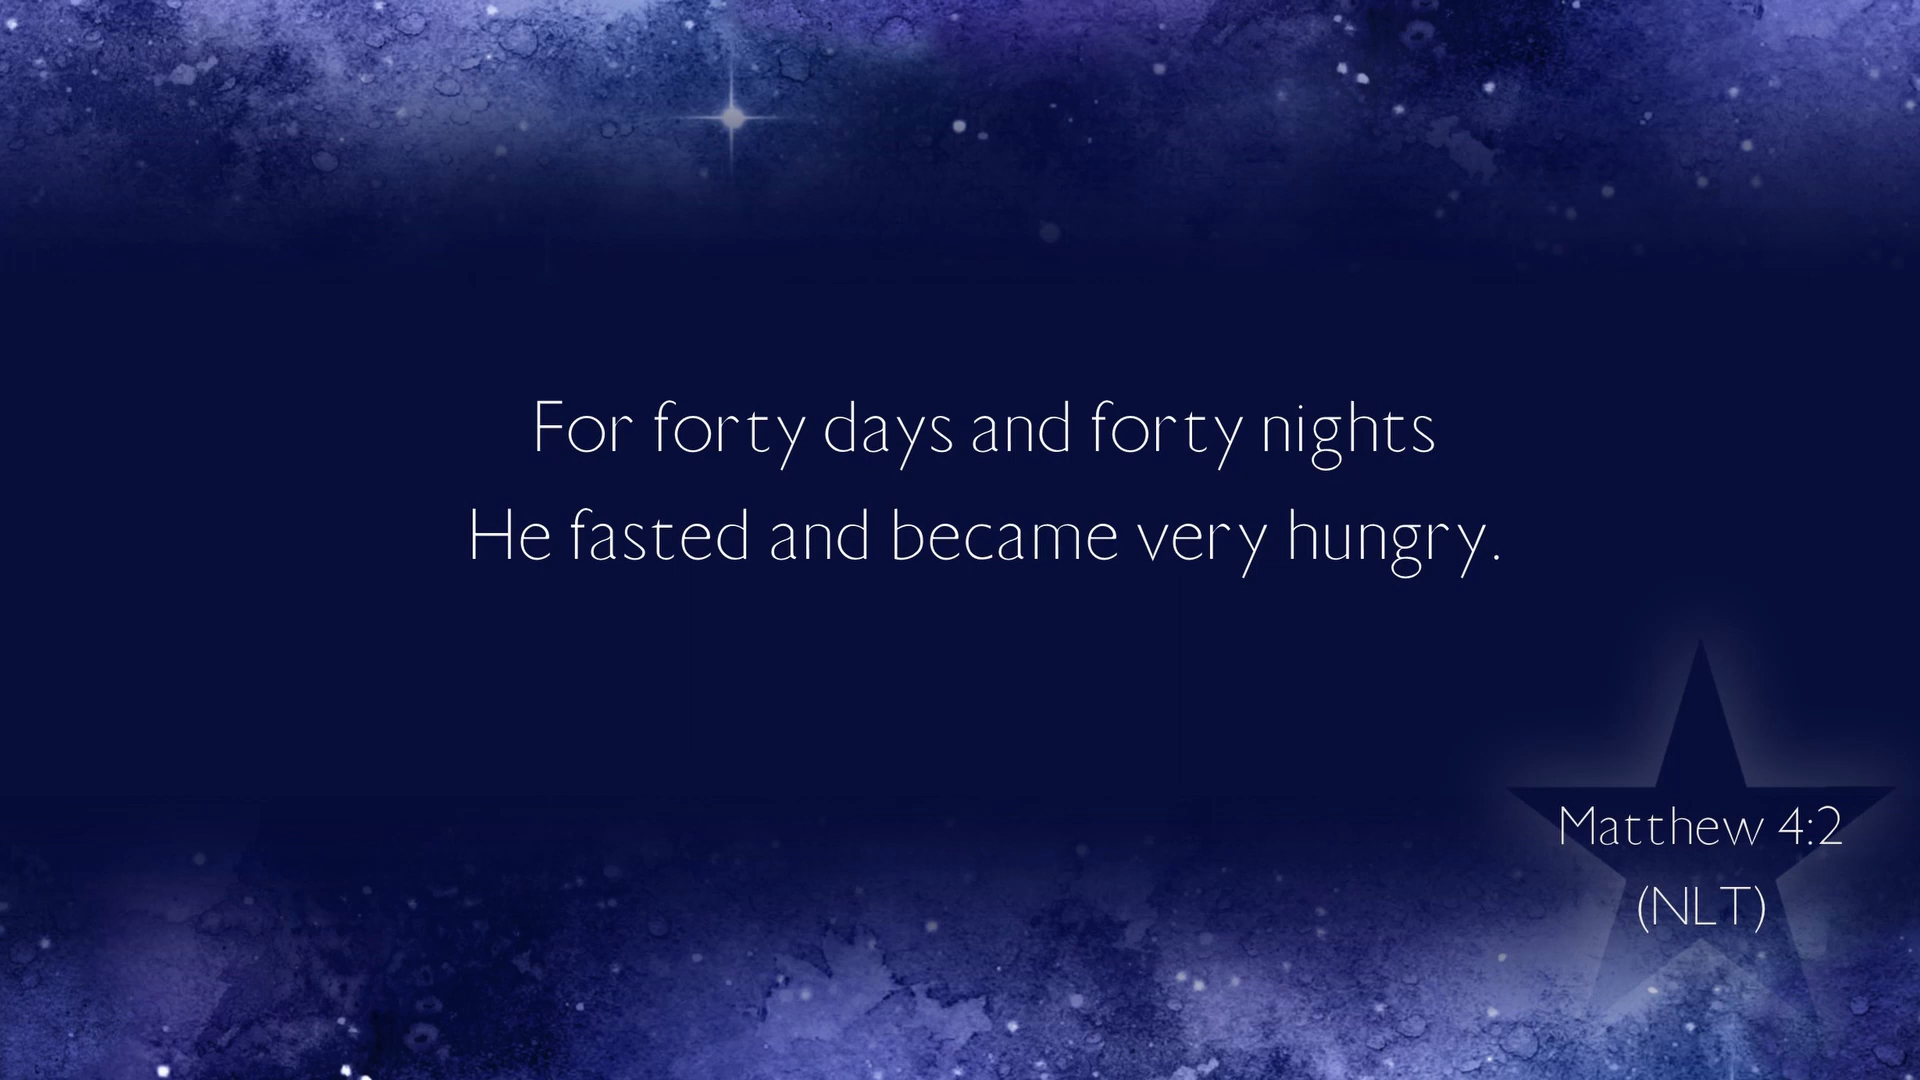 For forty days and forty nights
He fasted and became very hungry.
Matthew 4:2
(NLT)